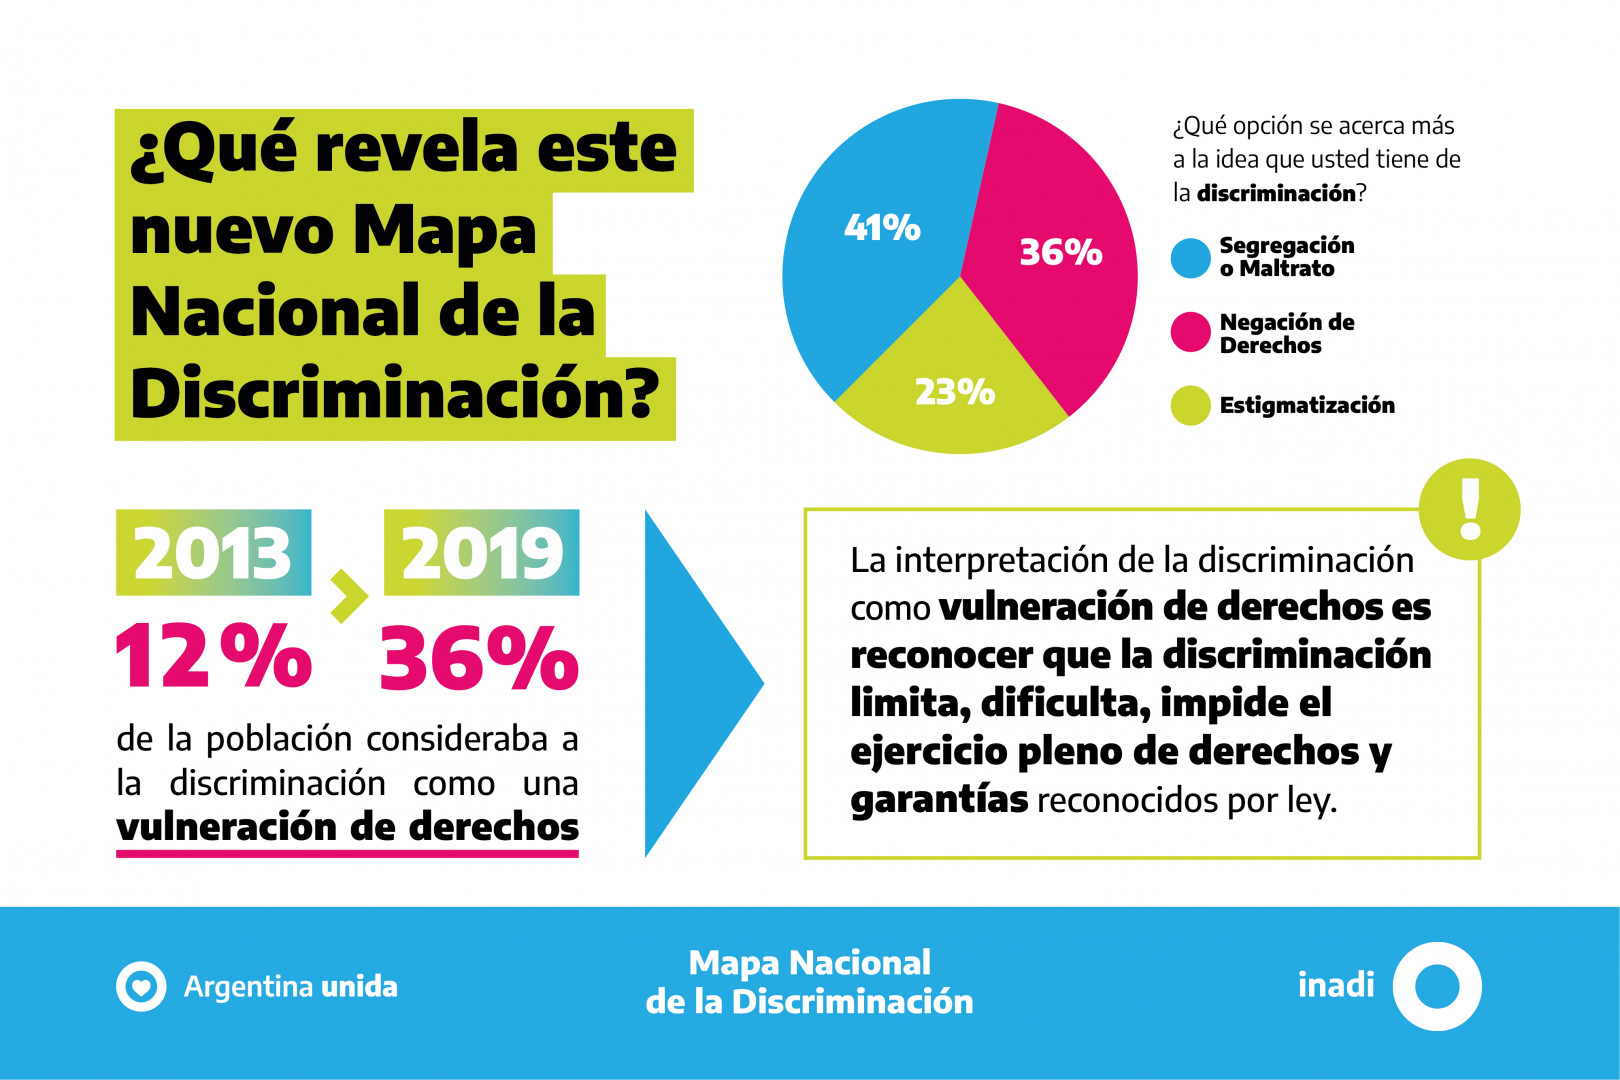 ¿Qué revela este
nuevo Mapa
Nacional de la
Discriminación?
41%
36%
23%
¿Qué opción se acerca más
a la idea que usted tiene de
la discriminación?
Segregación
o Maltrato
Negación de
Derechos
Estigmatización
2013
2019
12%
36%
de la población consideraba a
la discriminación como una
vulneración de derechos
!
La interpretación de la discriminación
como vulneración de derechos es
reconocer que la discriminación
limita, dificulta, impide el
ejercicio pleno de derechos y
garantías reconocidos por ley.
Argentina unida
Mapa Nacional
de la Discriminación
inadi